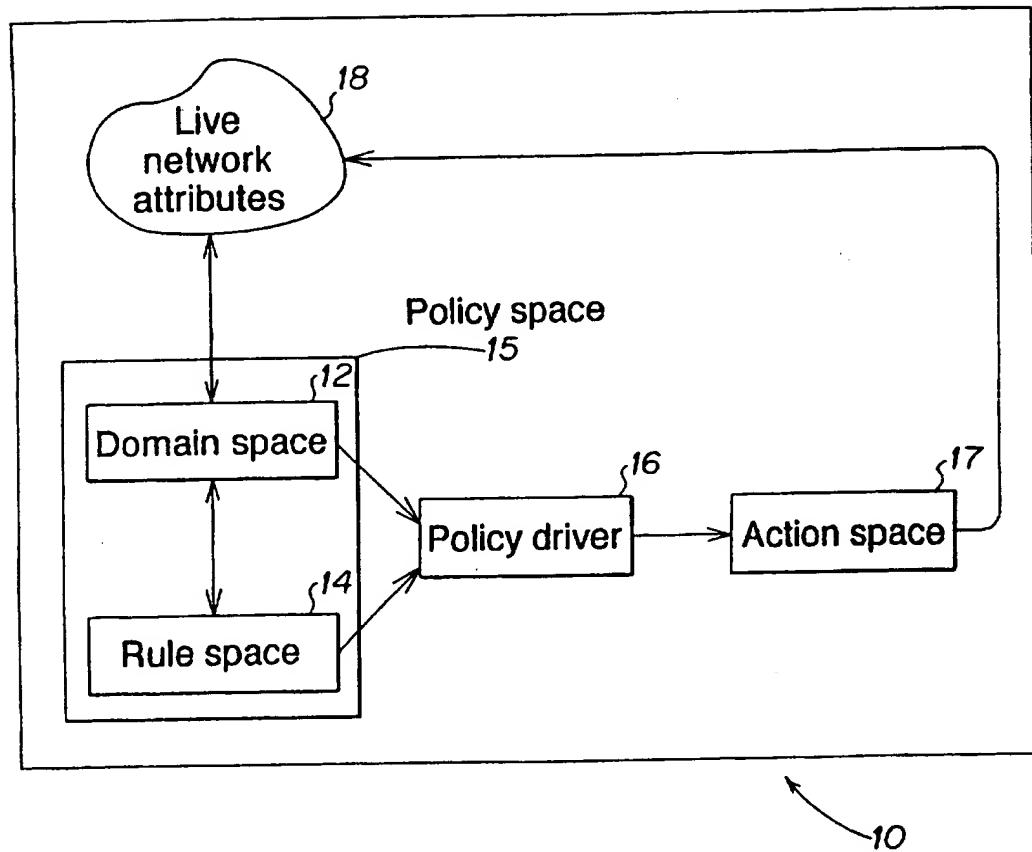 18
Live
network
attributes
Policy space
15
12
Domain space
16
17
Policy driver
Action space
14
Rule space
10